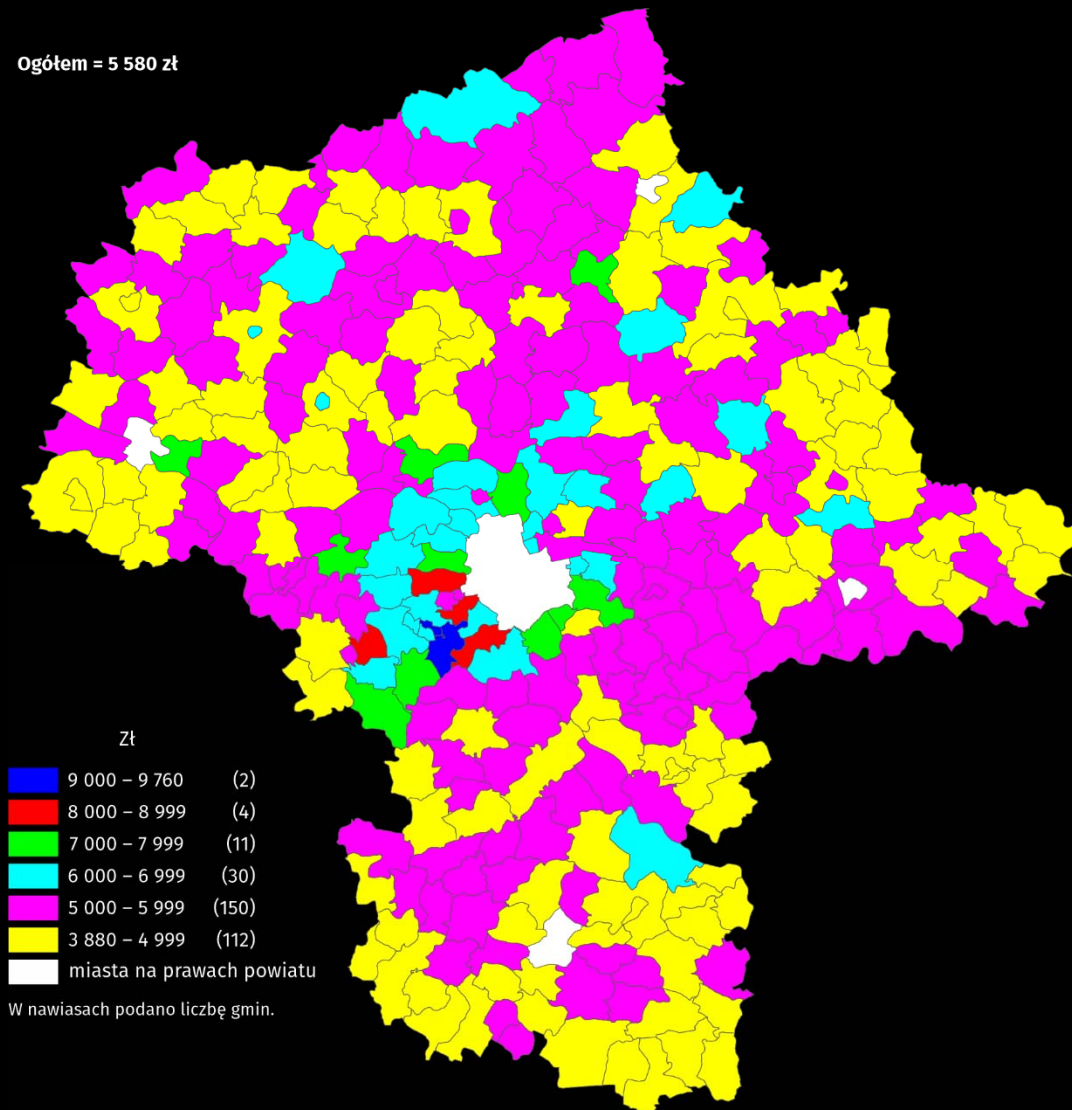 Ogółem = 5 580 zł
Zł
9 000 – 9 760 (2)
8 000 – 8 999 (4)
7 000 – 7 999 (11)
6 000 – 6 999 (30)
5 000 – 5 999 (150)
3 880 – 4 999 (112)
miasta na prawach powiatu
W nawiasach podano liczbę gmin.